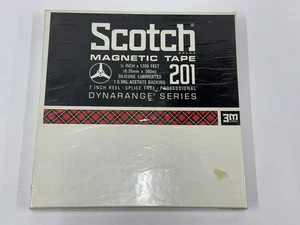 Scotch
BRAND
MAGNETIC TAPE
¼ INCH x 1200 FEET
(6.35mm x 360m)
SILICONE LUBRICATED
1.5 MIL ACETATE BACKING
7 INCH REEL · SPLICE FREE · PROFESSIONAL
201
DYNARANGE SERIES
3M